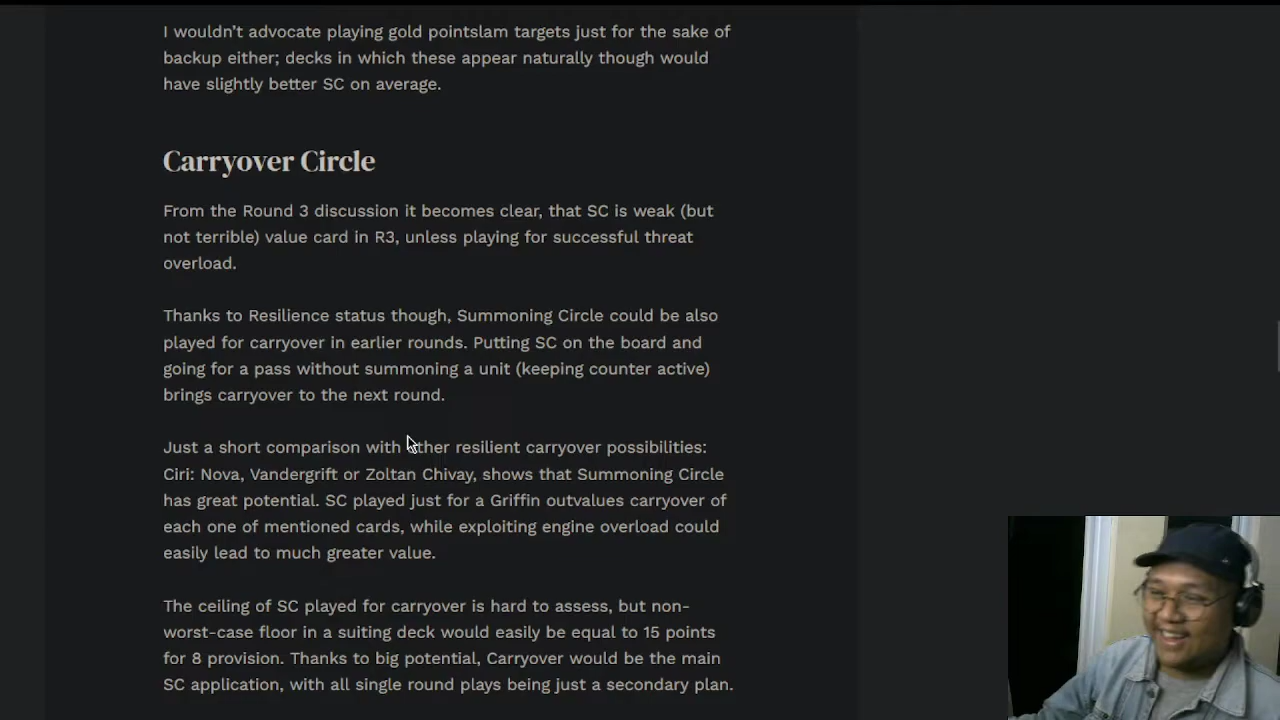 I wouldn't advocate playing gold pointslam targets just for the sake of
backup either; decks in which these appear naturally though would
have slightly better SC on average.
Carryover Circle
From the Round 3 discussion it becomes clear, that SC is weak (but
not terrible) value card in R3, unless playing for successful threat
overload.
Thanks to Resilience status though, Summoning Circle could be also
played for carryover in earlier rounds. Putting SC on the board and
going for a pass without summoning a unit (keeping counter active)
brings carryover to the next round.
Just a short comparison with other resilient carryover possibilities:
Ciri: Nova, Vandergrift or Zoltan Chivay, shows that Summoning Circle
has great potential. SC played just for a Griffin outvalues carryover of
each one of mentioned cards, while exploiting engine overload could
easily lead to much greater value.
The ceiling of SC played for carryover is hard to assess, but non-
worst-case floor in a suiting deck would easily be equal to 15 points
for 8 provision. Thanks to big potential, Carryover would be the main
SC application, with all single round plays being just a secondary plan.